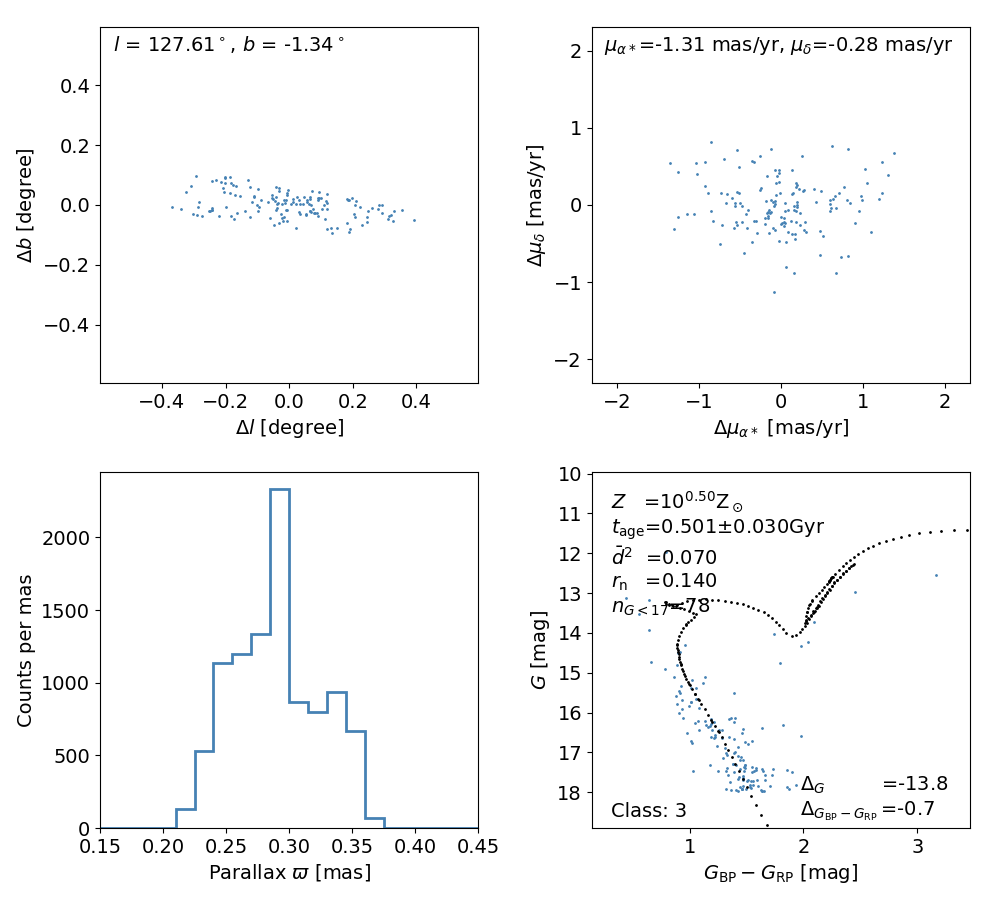 l = 127.61°, b = -1.34°
0.4
0.2
0.0
−0.2
−0.4
Δb [degree]
−0.4 −0.2 0.0 0.2 0.4
Δl [degree]
μα*=-1.31 mas/yr, μδ=-0.28 mas/yr
2
1
0
−1
−2
Δμδ [mas/yr]
−2 −1 0 1 2
Δμα* [mas/yr]
2000
1500
1000
500
0
Counts per mas
0.15 0.20 0.25 0.30 0.35 0.40 0.45
Parallax ϖ [mas]
10
11
12
13
14
15
16
17
18
G [mag]
Z =10^0.50 Z⊙
t_age=0.501±0.030Gyr
d̄² =0.070
r_n =0.140
n_G<17=78
Δ_G =-13.8
Δ_GBP−GRP=-0.7
Class: 3
1 2 3
G_BP − G_RP [mag]